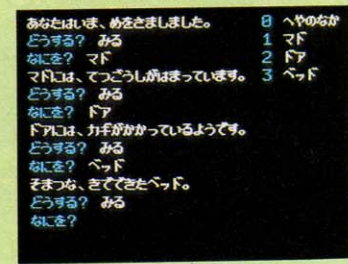 あなたはいま、めをさましました。
どうする? みる
なにを? マド
マドには、てつごうしがはまっています。
どうする? みる
なにを? ドア
ドアには、カギがかかっているようです。
どうする? みる
なにを? ベッド
そまつな、きでできたベッド。
どうする? みる
なにを?
0 へやのなか
1 マド
2 ドア
3 ベッド